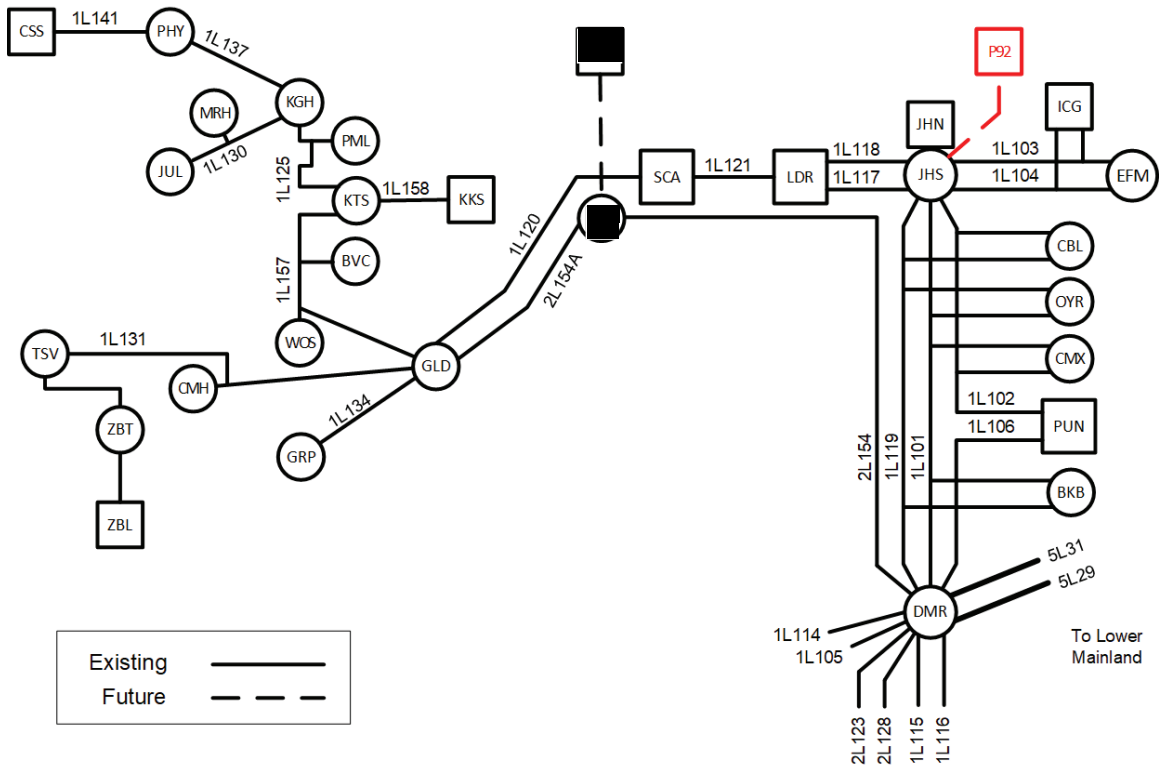 CSS
1L141
PHY
1L137
KGH
MRH
PML
JUL
1L130
1L125
KTS
1L158
KKS
1L157
BVC
WOS
TSV
1L131
CMH
GLD
ZBT
1L134
GRP
ZBL
1L120
2L154A
SCA
1L121
LDR
1L118
1L117
P92
JHN
JHS
ICG
1L103
1L104
EFM
CBL
OYR
CMX
1L102
1L106
PUN
BKB
2L154
1L119
1L101
5L31
5L29
DMR
1L114
1L105
2L123
2L128
1L115
1L116
To Lower
Mainland
Existing
Future